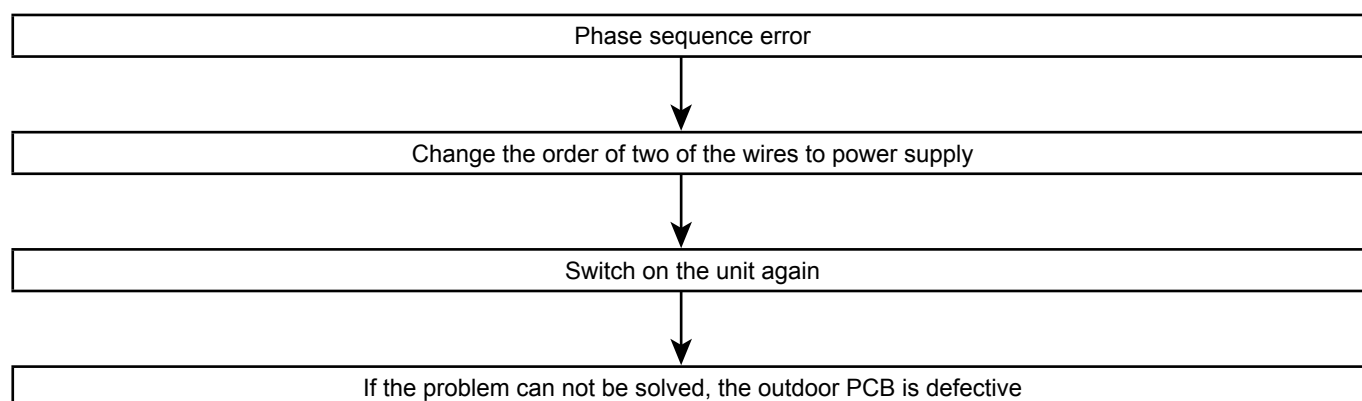 Phase sequence error
Change the order of two of the wires to power supply
Switch on the unit again
If the problem can not be solved, the outdoor PCB is defective